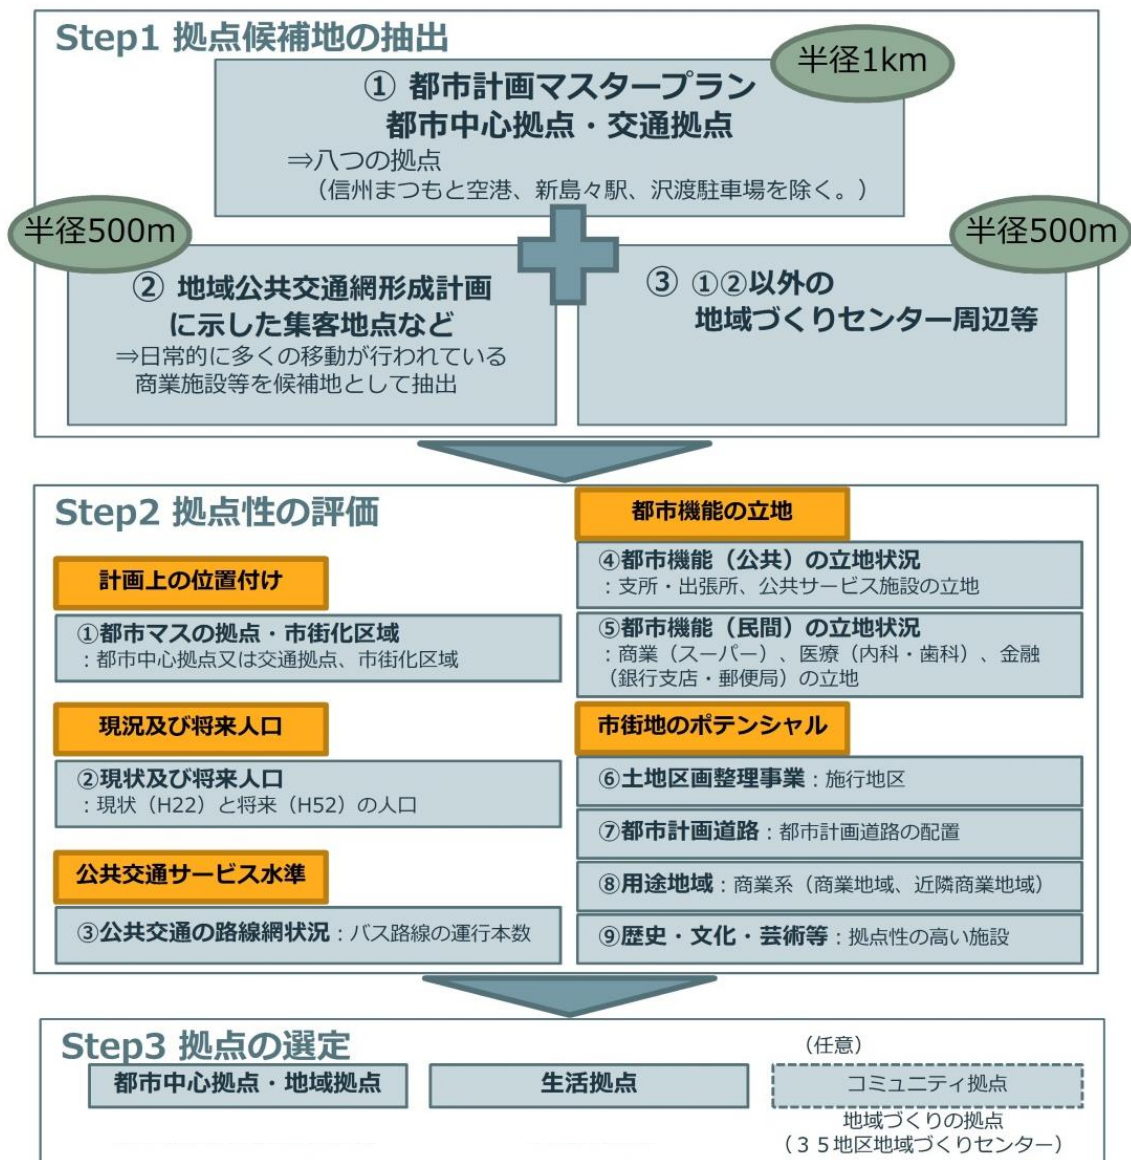 Step1 拠点候補地の抽出
半径1km
① 都市計画マスタープラン
都市中心拠点・交通拠点
⇒八つの拠点
（信州まつもと空港、新島々駅、沢渡駐車場を除く。）
半径500m
② 地域公共交通網形成計画
に示した集客地点など
⇒日常的に多くの移動が行われている
商業施設等を候補地として抽出
半径500m
③ ①②以外の
地域づくりセンター周辺等
Step2 拠点性の評価
計画上の位置付け
①都市マスの拠点・市街化区域
：都市中心拠点又は交通拠点、市街化区域
現況及び将来人口
②現状及び将来人口
：現状（H22）と将来（H52）の人口
公共交通サービス水準
③公共交通の路線網状況：バス路線の運行本数
都市機能の立地
④都市機能（公共）の立地状況
：支所・出張所、公共サービス施設の立地
⑤都市機能（民間）の立地状況
：商業（スーパー）、医療（内科・歯科）、金融
（銀行支店・郵便局）の立地
市街地のポテンシャル
⑥土地区画整理事業：施行地区
⑦都市計画道路：都市計画道路の配置
⑧用途地域：商業系（商業地域、近隣商業地域）
⑨歴史・文化・芸術等：拠点性の高い施設
Step3 拠点の選定
都市中心拠点・地域拠点
生活拠点
（任意）
コミュニティ拠点
地域づくりの拠点
（３５地区地域づくりセンター）